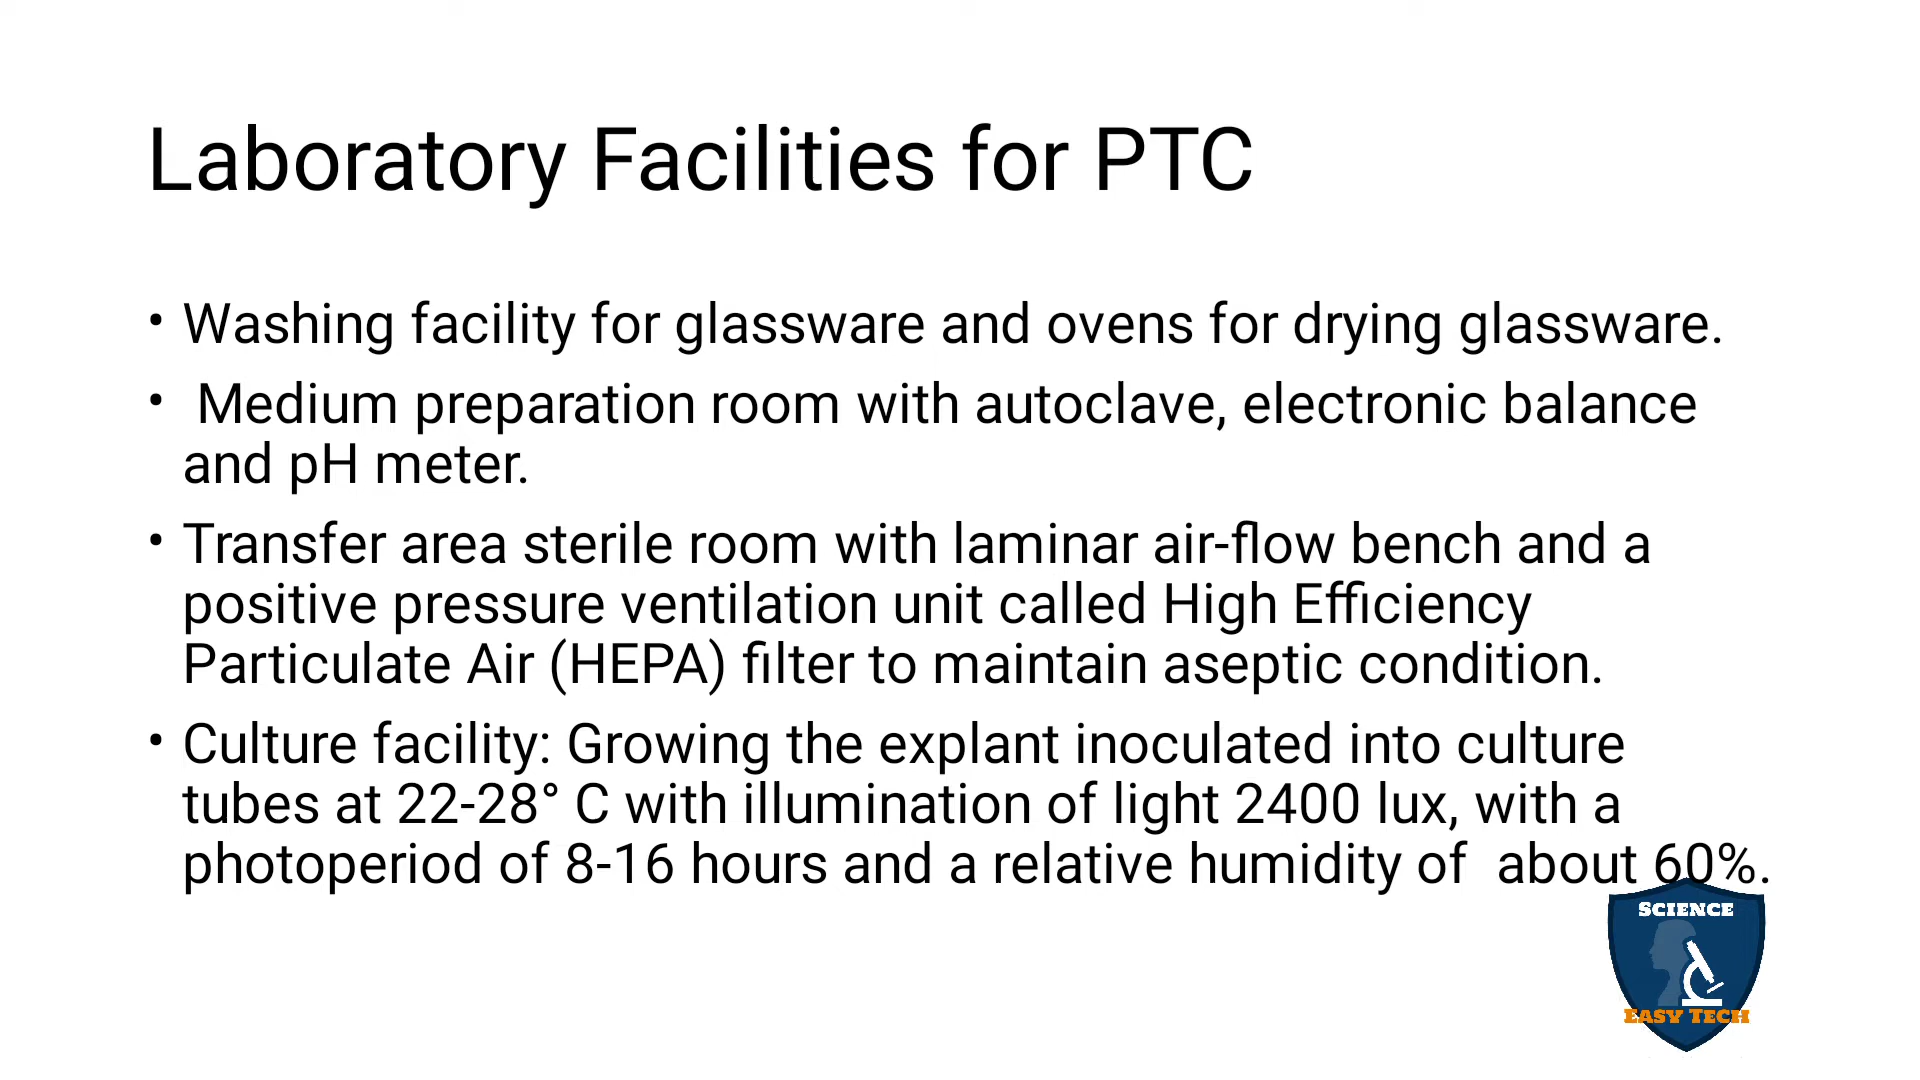 Laboratory Facilities for PTC
• Washing facility for glassware and ovens for drying glassware.
• Medium preparation room with autoclave, electronic balance
and pH meter.
• Transfer area sterile room with laminar air-flow bench and a
positive pressure ventilation unit called High Efficiency
Particulate Air (HEPA) filter to maintain aseptic condition.
• Culture facility: Growing the explant inoculated into culture
tubes at 22-28° C with illumination of light 2400 lux, with a
photoperiod of 8-16 hours and a relative humidity of  about 60%.
SCIENCE
EASY TECH